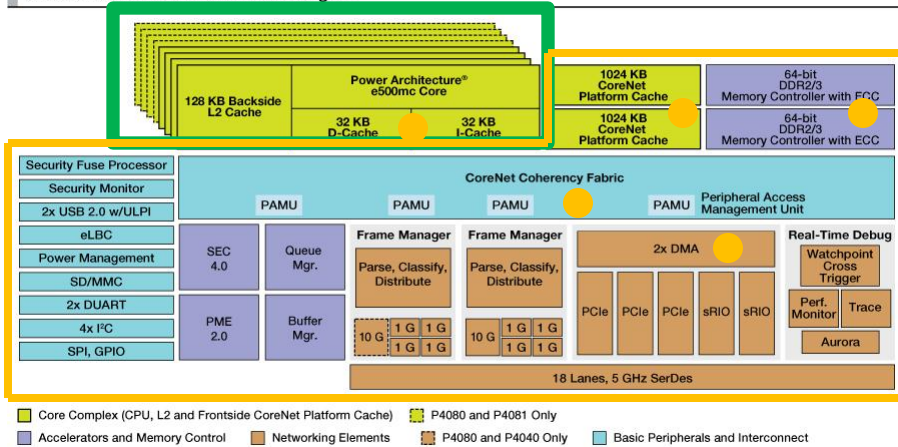 Power Architecture®
e500mc Core
128 KB Backside
L2 Cache
32 KB
D-Cache
32 KB
I-Cache
1024 KB
CoreNet
Platform Cache
1024 KB
CoreNet
Platform Cache
64-bit
DDR2/3
Memory Controller with ECC
64-bit
DDR2/3
Memory Controller with ECC
Security Fuse Processor
Security Monitor
2x USB 2.0 w/ULPI
eLBC
Power Management
SD/MMC
2x DUART
4x I²C
SPI, GPIO
CoreNet Coherency Fabric
PAMU
PAMU
PAMU
PAMU
Peripheral Access
Management Unit
SEC
4.0
Queue
Mgr.
PME
2.0
Buffer
Mgr.
Frame Manager
Parse, Classify,
Distribute
10 G
1 G
1 G
1 G
1 G
Frame Manager
Parse, Classify,
Distribute
10 G
1 G
1 G
1 G
1 G
2x DMA
PCIe
PCIe
PCIe
sRIO
sRIO
Real-Time Debug
Watchpoint
Cross
Trigger
Perf.
Monitor
Trace
Aurora
18 Lanes, 5 GHz SerDes
Core Complex (CPU, L2 and Frontside CoreNet Platform Cache)
P4080 and P4081 Only
Accelerators and Memory Control
Networking Elements
P4080 and P4040 Only
Basic Peripherals and Interconnect